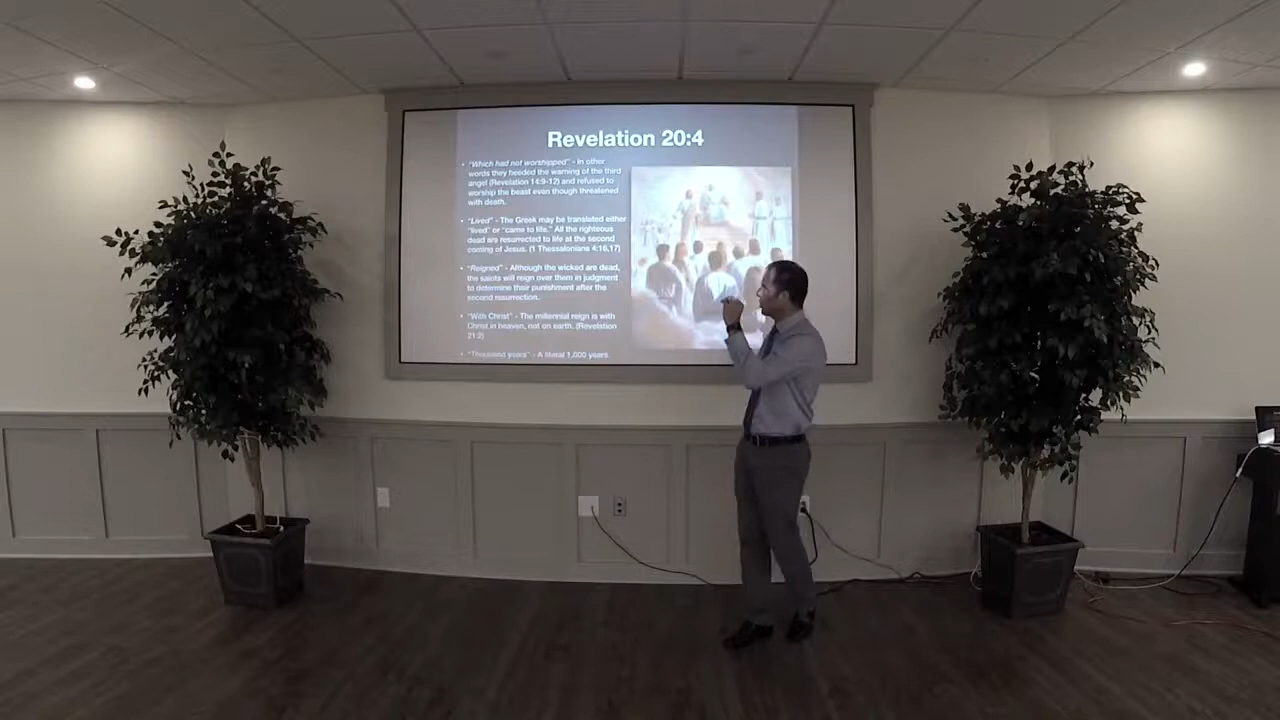 Revelation 20:4
• "Which had not worshipped" - In other
words they heeded the warning of the third
angel (Revelation 14:9-12) and refused to
worship the beast even though threatened
with death.
• "Lived" - The Greek may be translated either
"lived" or "came to life." All the righteous
dead are resurrected to life at the second
coming of Jesus. (1 Thessalonians 4:16,17)
• "Reigned" - Although the wicked are dead,
the saints will reign over them in judgment
to determine their punishment after the
second resurrection.
• "With Christ" - The millennial reign is with
Christ in heaven, not on earth. (Revelation
21:2)
• "Thousand years" - A literal 1,000 years.